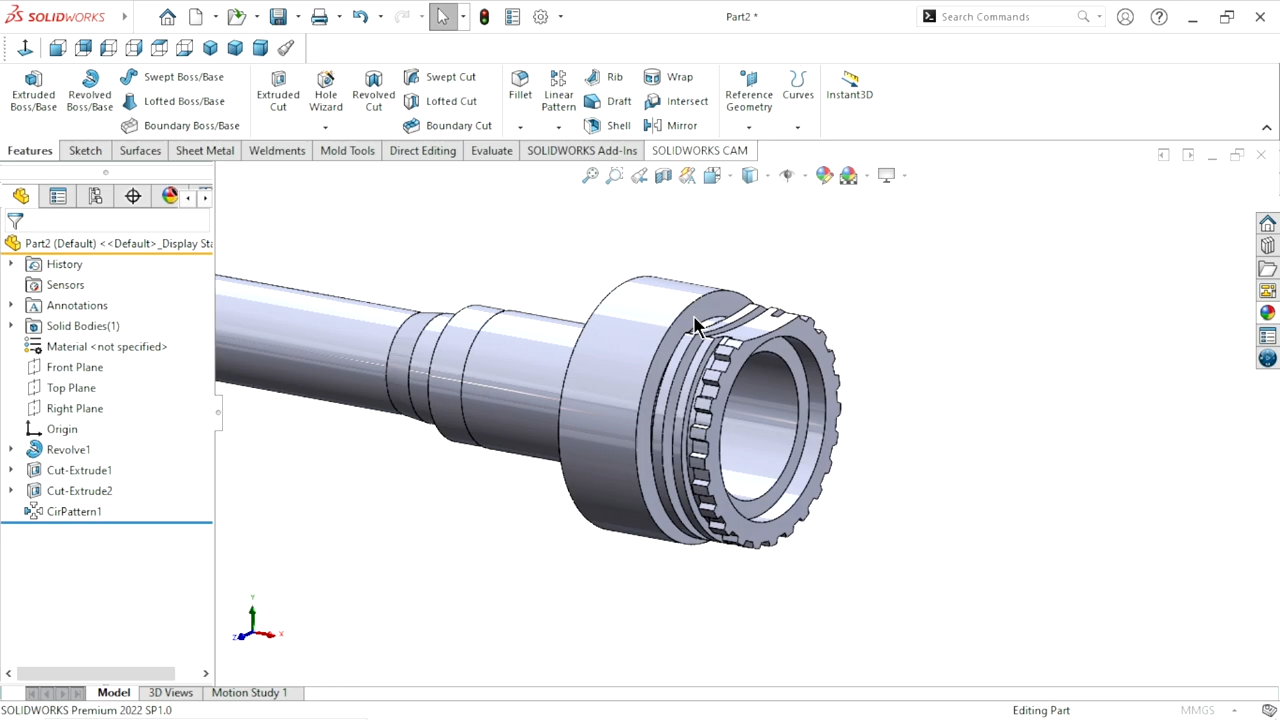 SOLIDWORKS
Part2 *
Search Commands
Extruded Boss/Base
Revolved Boss/Base
Swept Boss/Base
Lofted Boss/Base
Boundary Boss/Base
Extruded Cut
Hole Wizard
Revolved Cut
Swept Cut
Lofted Cut
Boundary Cut
Fillet
Linear Pattern
Rib
Draft
Shell
Wrap
Intersect
Mirror
Reference Geometry
Curves
Instant3D
Features
Sketch
Surfaces
Sheet Metal
Weldments
Mold Tools
Direct Editing
Evaluate
SOLIDWORKS Add-Ins
SOLIDWORKS CAM
Part2 (Default) <<Default>_Display Sta
History
Sensors
Annotations
Solid Bodies(1)
Material <not specified>
Front Plane
Top Plane
Right Plane
Origin
Revolve1
Cut-Extrude1
Cut-Extrude2
CirPattern1
Y
Z
X
Model
3D Views
Motion Study 1
SOLIDWORKS Premium 2022 SP1.0
Editing Part
MMGS